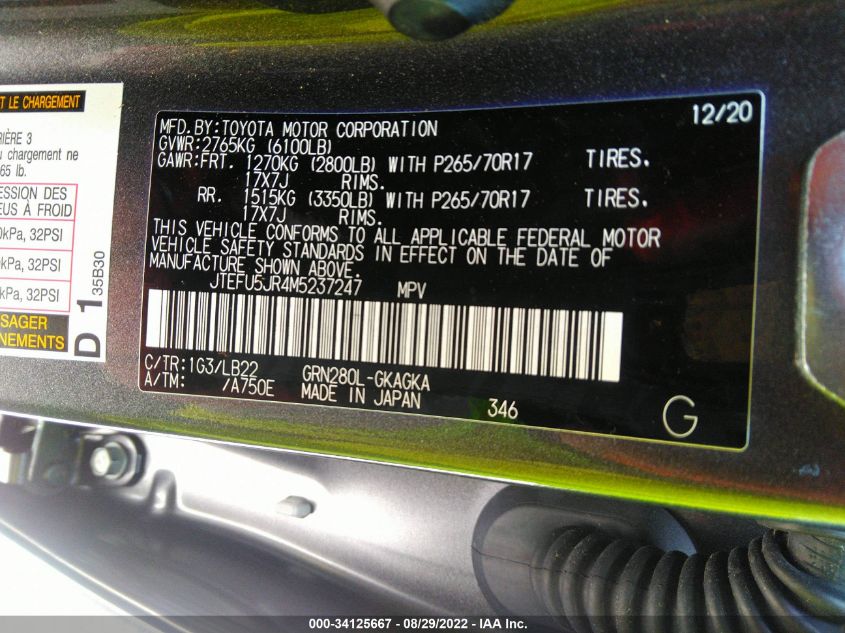 T LE CHARGEMENT
IÈRE 3
u chargement ne
65 lb.
ESSION DES
EUS À FROID
0kPa, 32PSI
0kPa, 32PSI
kPa, 32PSI
SAGER
NEMENTS
D 1
35B30
12/20
MFD.BY:TOYOTA MOTOR CORPORATION
GVWR:2765KG (6100LB)
GAWR:FRT. 1270KG (2800LB) WITH P265/70R17 TIRES.
17X7J RIMS.
RR. 1515KG (3350LB) WITH P265/70R17 TIRES.
17X7J RIMS.
THIS VEHICLE CONFORMS TO ALL APPLICABLE FEDERAL MOTOR
VEHICLE SAFETY STANDARDS IN EFFECT ON THE DATE OF
MANUFACTURE SHOWN ABOVE.
JTEFU5JR4M5237247 MPV
C/TR:1G3/LB22 GRN280L-GKAGKA
A/TM: /A750E MADE IN JAPAN 346
G
000-34125667 - 08/29/2022 - IAA Inc.